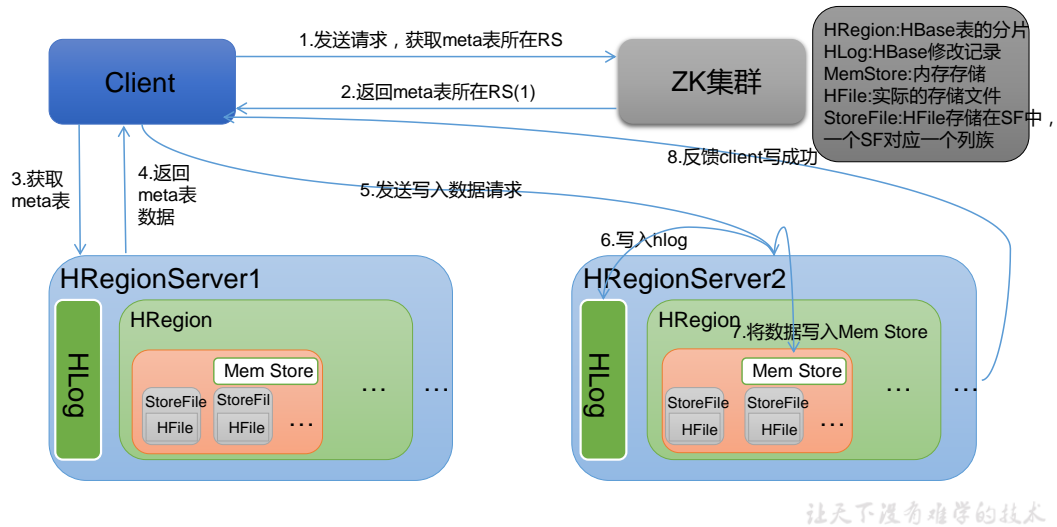 1.发送请求，获取meta表所在RS
Client
2.返回meta表所在RS(1)
ZK集群
HRegion:HBase表的分片
HLog:HBase修改记录
MemStore:内存存储
HFile:实际的存储文件
StoreFile:HFile存储在SF中，
一个SF对应一个列族
3.获取
meta表
4.返回
meta表
数据
5.发送写入数据请求
8.反馈client写成功
6.写入hlog
HRegionServer1
HLog
HRegion
Mem Store
StoreFile
HFile
StoreFil
HFile
...
...
...
HRegionServer2
HLog
HRegion
7.将数据写入Mem Store
Mem Store
StoreFile
HFile
StoreFile
HFile
...
...
...
让天下没有难学的技术